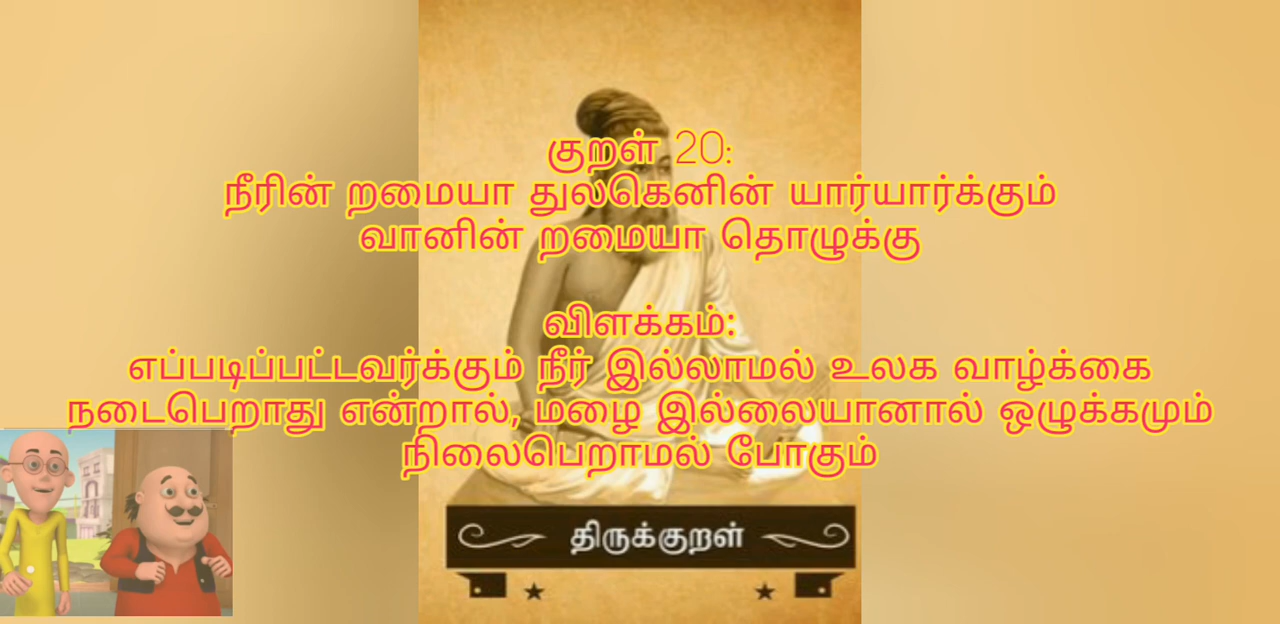 குறள் 20:
நீரின் றமையா துலகெனின் யார்யார்க்கும்
வானின் றமையா தொழுக்கு
விளக்கம்:
எப்படிப்பட்டவர்க்கும் நீர் இல்லாமல் உலக வாழ்க்கை
நடைபெறாது என்றால், மழை இல்லையானால் ஒழுக்கமும்
நிலைபெறாமல் போகும்
திருக்குறள்